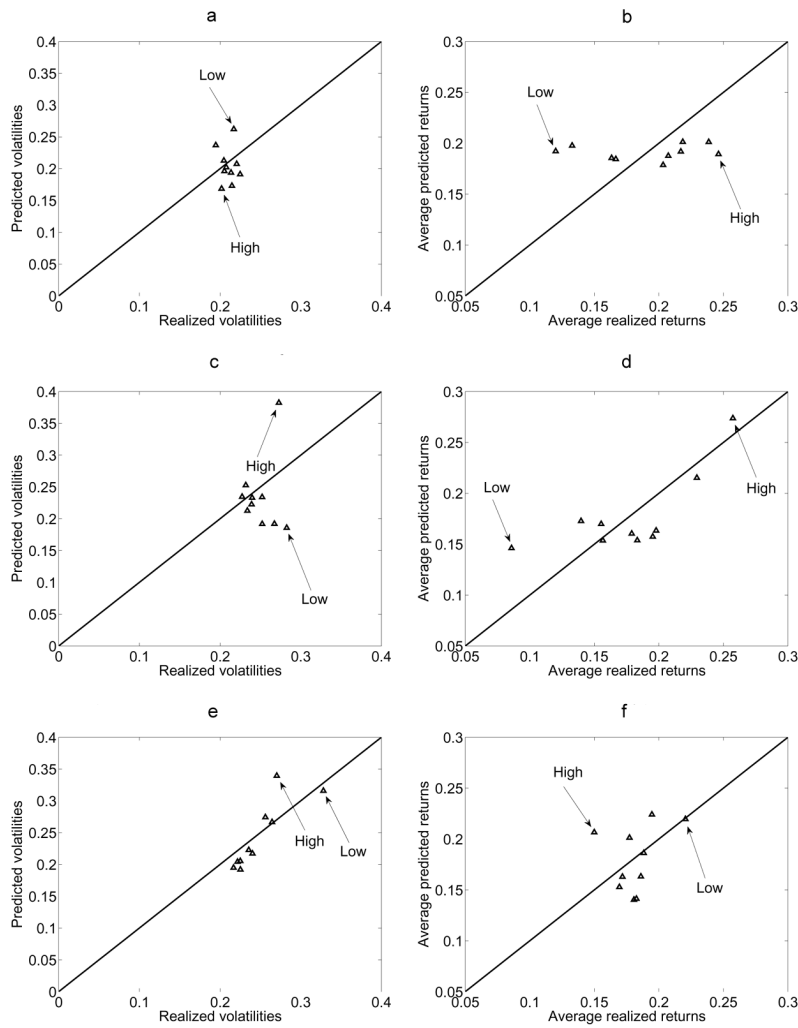 a
0.4
0.35
0.3
0.25
0.2
0.15
0.1
0.05
0
Predicted volatilities
Low
High
0
0.1
0.2
0.3
0.4
Realized volatilities
b
0.3
0.25
0.2
0.15
0.1
0.05
Average predicted returns
Low
High
0.05
0.1
0.15
0.2
0.25
0.3
Average realized returns
c
0.4
0.35
0.3
0.25
0.2
0.15
0.1
0.05
0
Predicted volatilities
High
Low
0
0.1
0.2
0.3
0.4
Realized volatilities
d
0.3
0.25
0.2
0.15
0.1
0.05
Average predicted returns
Low
High
0.05
0.1
0.15
0.2
0.25
0.3
Average realized returns
e
0.4
0.35
0.3
0.25
0.2
0.15
0.1
0.05
0
Predicted volatilities
High
Low
0
0.1
0.2
0.3
0.4
Realized volatilities
f
0.3
0.25
0.2
0.15
0.1
0.05
Average predicted returns
High
Low
0.05
0.1
0.15
0.2
0.25
0.3
Average realized returns